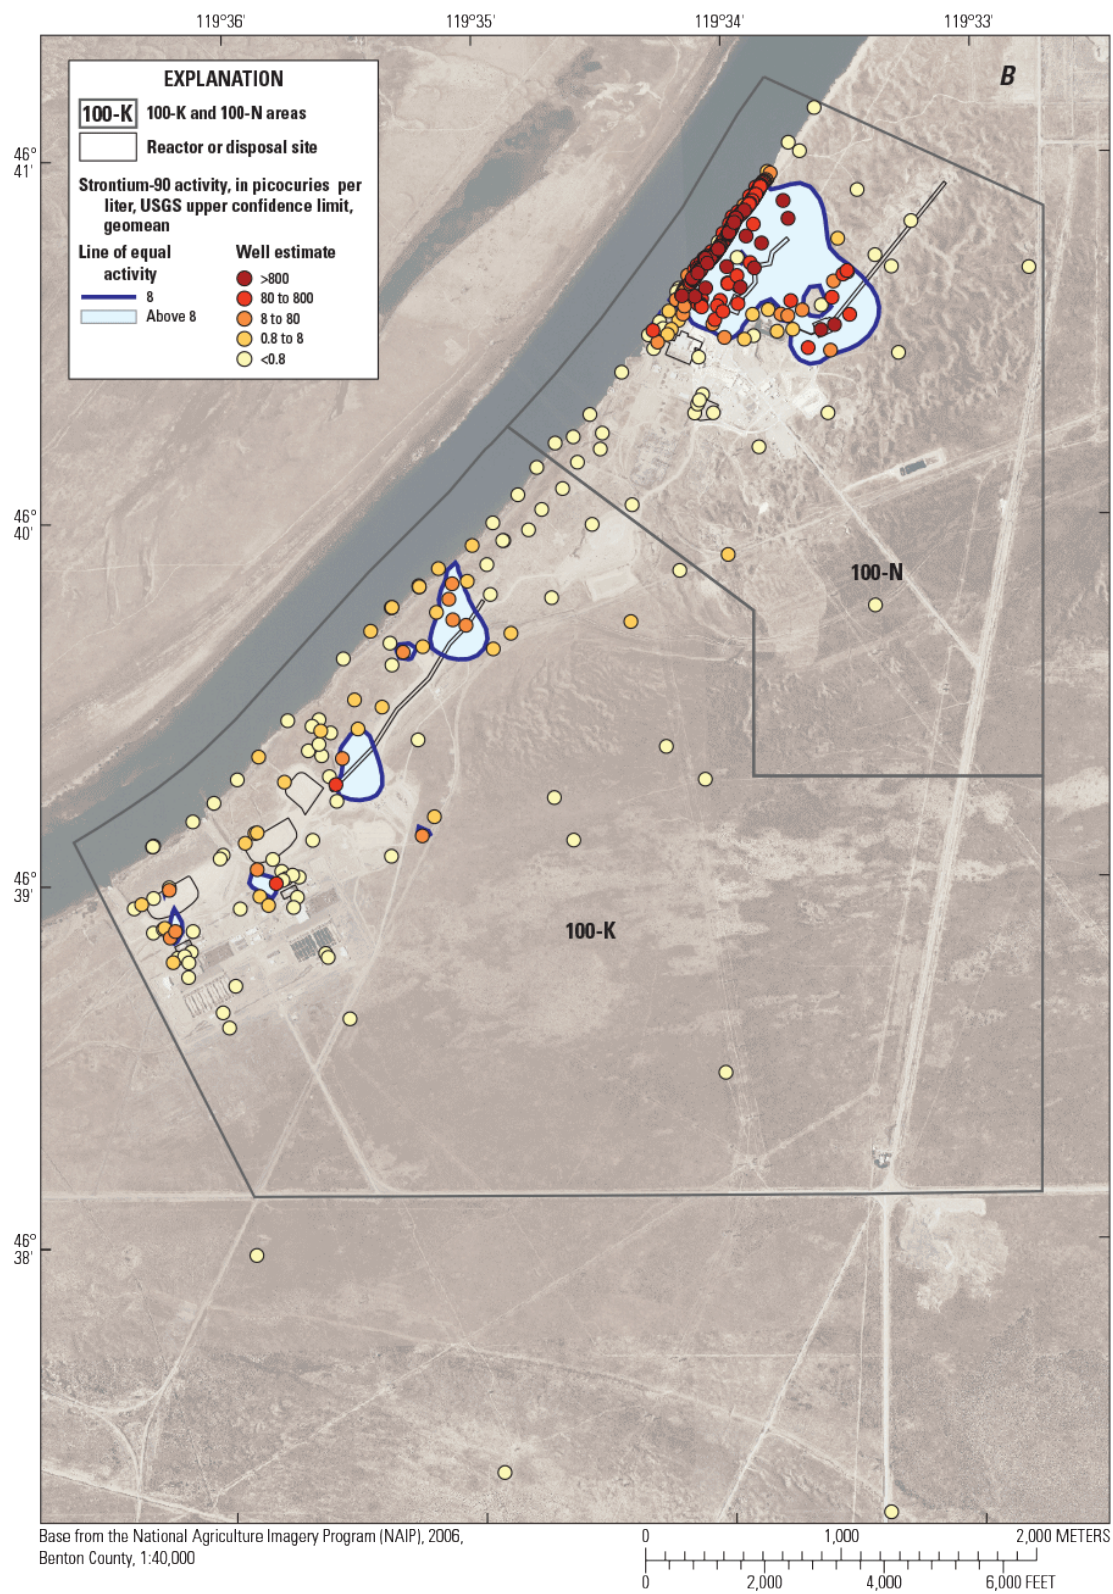 119°36' 119°35' 119°34' 119°33'
B
EXPLANATION
100-K 100-K and 100-N areas
Reactor or disposal site
Strontium-90 activity, in picocuries per
liter, USGS upper confidence limit,
geomean
Line of equal
activity
8
Above 8
Well estimate
>800
80 to 800
8 to 80
0.8 to 8
<0.8
46°
41'
46°
40'
100-N
46°
39'
100-K
46°
38'
Base from the National Agriculture Imagery Program (NAIP), 2006,
Benton County, 1:40,000
0 1,000 2,000 METERS
0 2,000 4,000 6,000 FEET